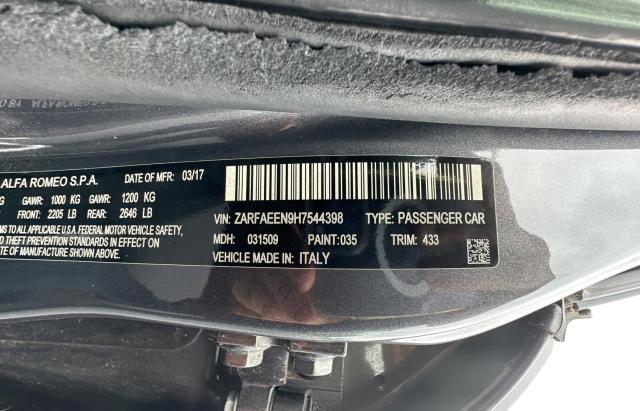 ALFA ROMEO S.P.A. DATE OF MFR: 03/17
GAWR: 1000 KG GAWR: 1200 KG
FRONT: 2205 LB REAR: 2646 LB
TO ALL APPLICABLE U.S.A. FEDERAL MOTOR VEHICLE SAFETY,
THEFT PREVENTION STANDARDS IN EFFECT ON THE
DATE OF MANUFACTURE SHOWN ABOVE.
VIN: ZARFAEEN9H7544398 TYPE: PASSENGER CAR
MDH: 031509 PAINT: 035 TRIM: 433
VEHICLE MADE IN: ITALY